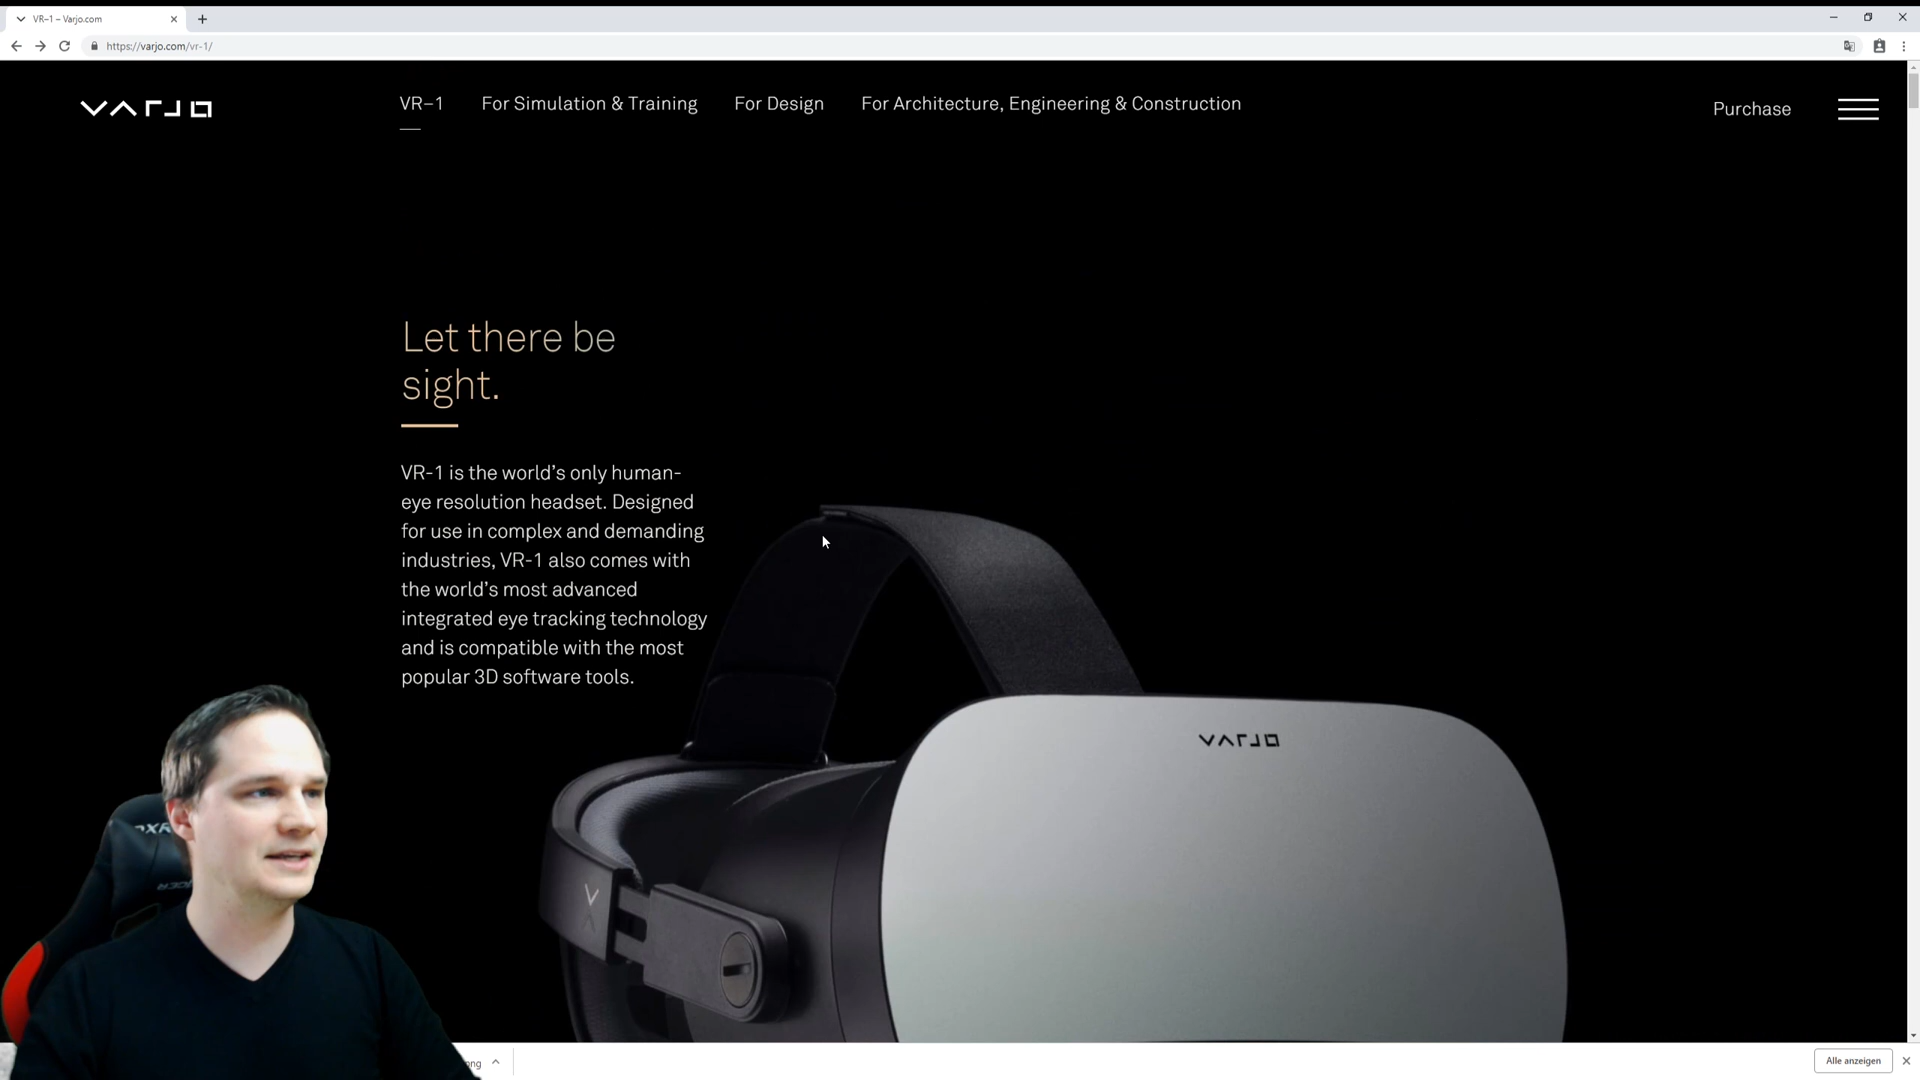 VR–1 – Varjo.com
https://varjo.com/vr-1/
VARJO
VR–1
For Simulation & Training
For Design
For Architecture, Engineering & Construction
Purchase
Let there be
sight.
VR-1 is the world's only human-
eye resolution headset. Designed
for use in complex and demanding
industries, VR-1 also comes with
the world's most advanced
integrated eye tracking technology
and is compatible with the most
popular 3D software tools.
VARJO
Alle anzeigen